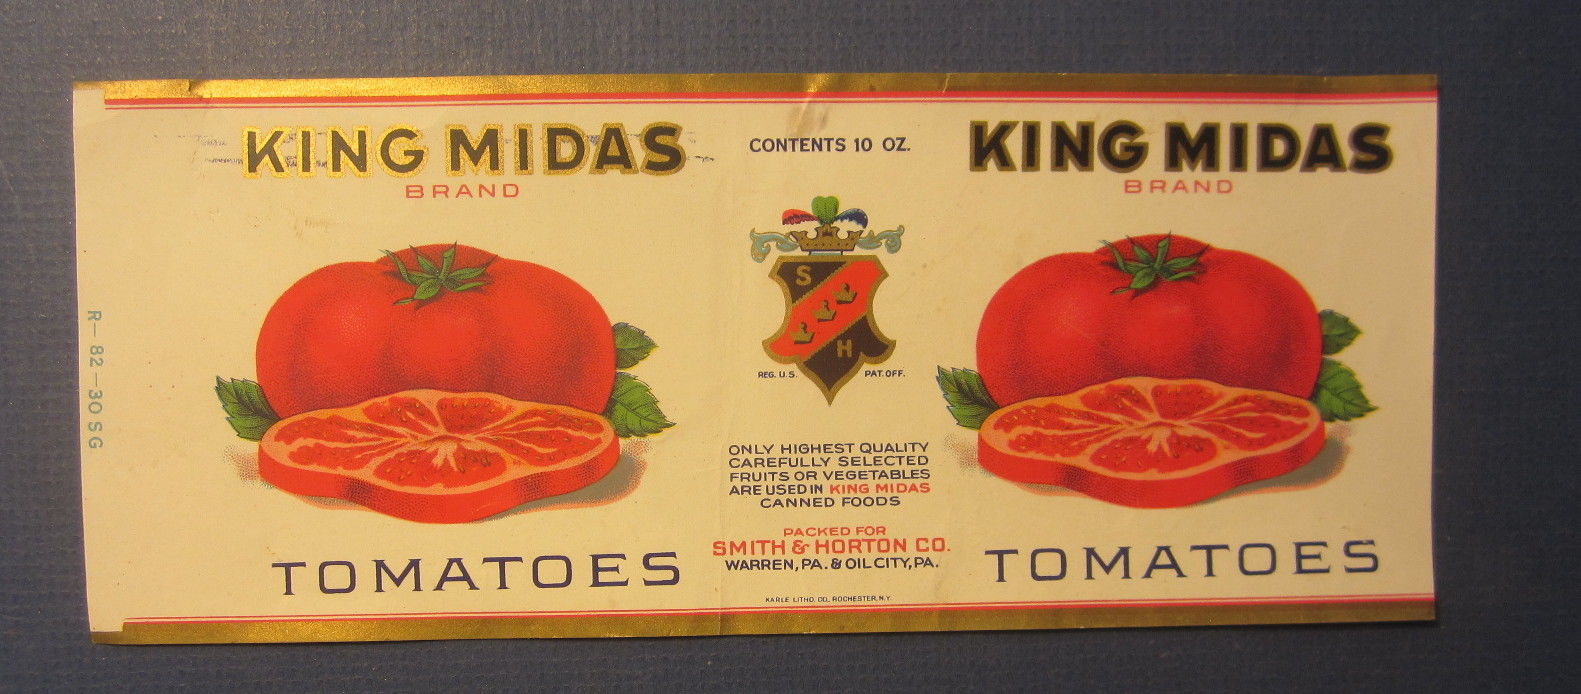 KING MIDAS
BRAND
TOMATOES
R-82-30SG
CONTENTS 10 OZ.
S
H
REG. U.S. PAT. OFF.
ONLY HIGHEST QUALITY
CAREFULLY SELECTED
FRUITS OR VEGETABLES
ARE USED IN KING MIDAS
CANNED FOODS
PACKED FOR
SMITH & HORTON CO.
WARREN, PA. & OIL CITY, PA.
KARLE LITHO. CO. ROCHESTER, N.Y.
KING MIDAS
BRAND
TOMATOES